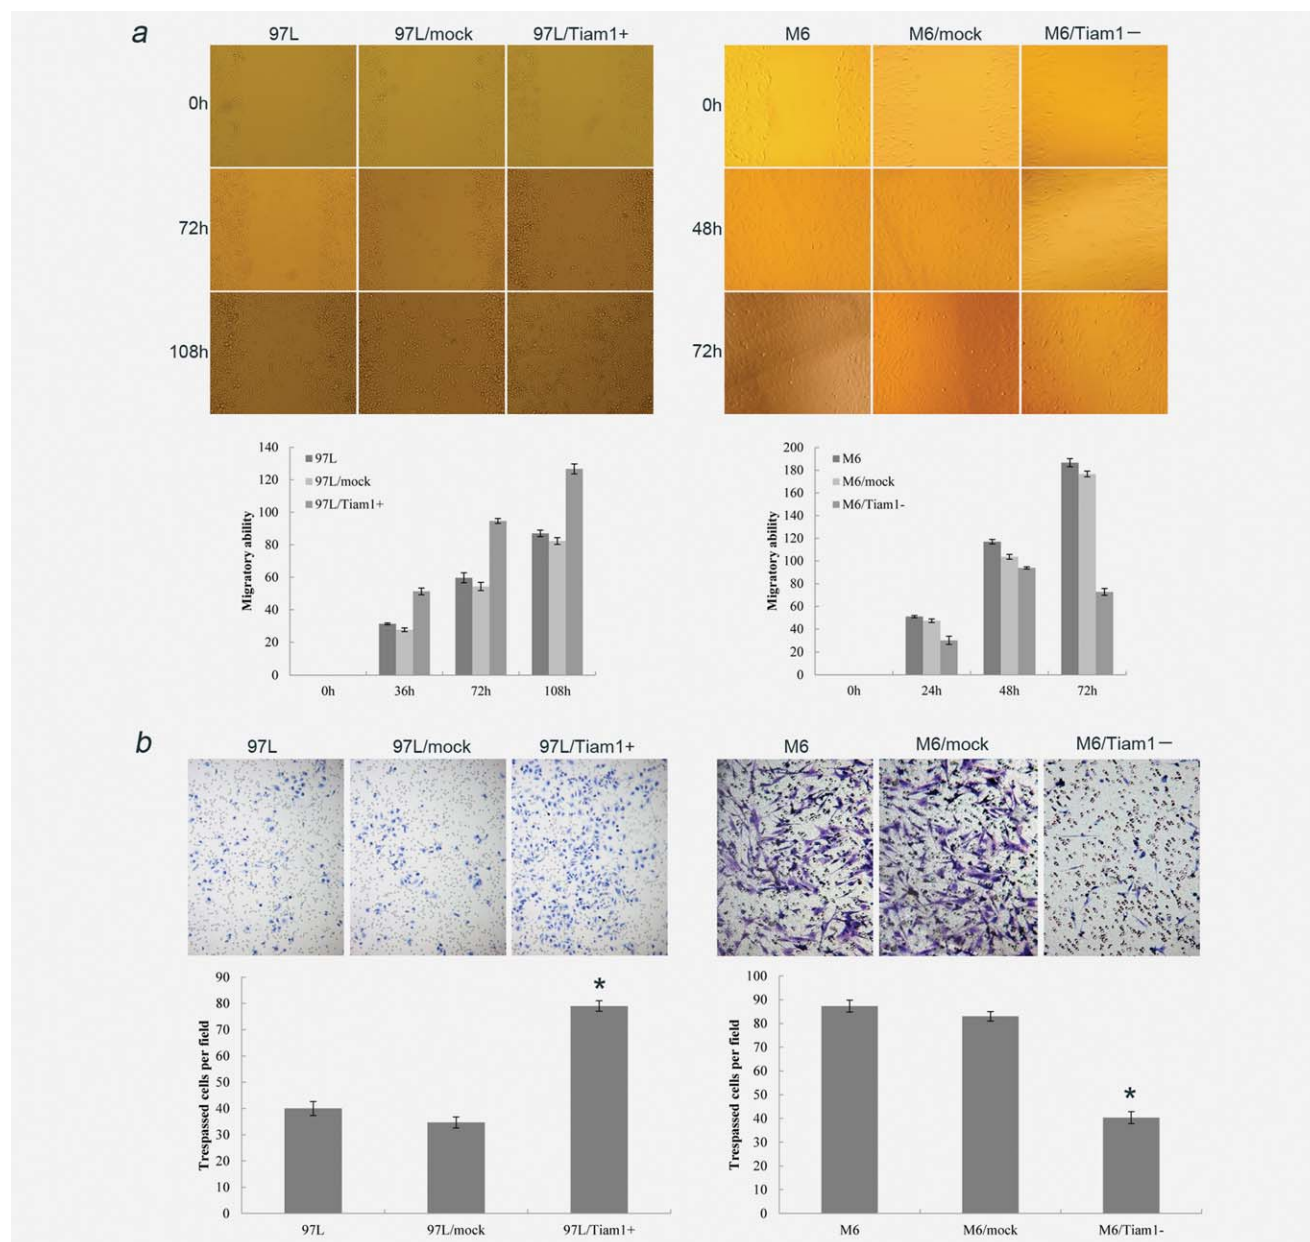 a
97L 97L/mock 97L/Tiam1+ M6 M6/mock M6/Tiam1—
0h 0h
72h 48h
108h 72h
140
120
100
80
60
40
20
0
Migratory ability
97L
97L/mock
97L/Tiam1+
0h 36h 72h 108h
200
180
160
140
120
100
80
60
40
20
0
Migratory ability
M6
M6/mock
M6/Tiam1-
0h 24h 48h 72h
b
97L 97L/mock 97L/Tiam1+ M6 M6/mock M6/Tiam1—
90
80
70
60
50
40
30
20
10
0
Trespassed cells per field
*
97L 97L/mock 97L/Tiam1+
100
90
80
70
60
50
40
30
20
10
0
Trespassed cells per field
*
M6 M6/mock M6/Tiam1-